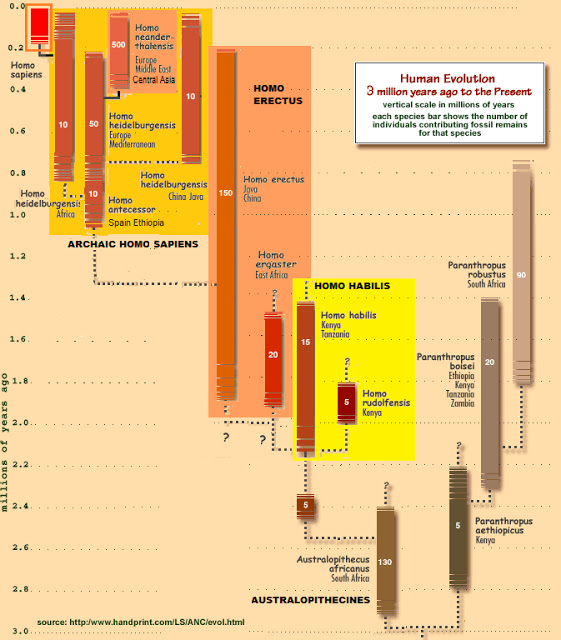 Human Evolution
3 million years ago to the Present
vertical scale in millions of years
each species bar shows the number of
individuals contributing fossil remains
for that species
millions of years ago
0.0
0.2
0.4
0.6
0.8
1.0
1.2
1.4
1.6
1.8
2.0
2.2
2.4
2.6
2.8
3.0
Homo
sapiens
10
Homo
heidelburgensis
Africa
50
Homo
heidelburgensis
Europe
Mediterranean
10
Homo
antecessor
Spain Ethiopia
500
Homo
neander-
thalensis
Europe
Middle East
Central Asia
10
Homo
heidelburgensis
China Java
ARCHAIC HOMO SAPIENS
HOMO
ERECTUS
150
Homo erectus
Java
China
Homo
ergaster
East Africa
?
20
?
?
HOMO HABILIS
15
Homo habilis
Kenya
Tanzania
?
5
Homo
rudolfensis
Kenya
5
?
130
Australopithecus
africanus
South Africa
AUSTRALOPITHECINES
Paranthropus
robustus
South Africa
90
Paranthropus
boisei
Ethiopia
Kenya
Tanzania
Zambia
20
?
5
Paranthropus
aethiopicus
Kenya
source: http://www.handprint.com/LS/ANC/evol.html